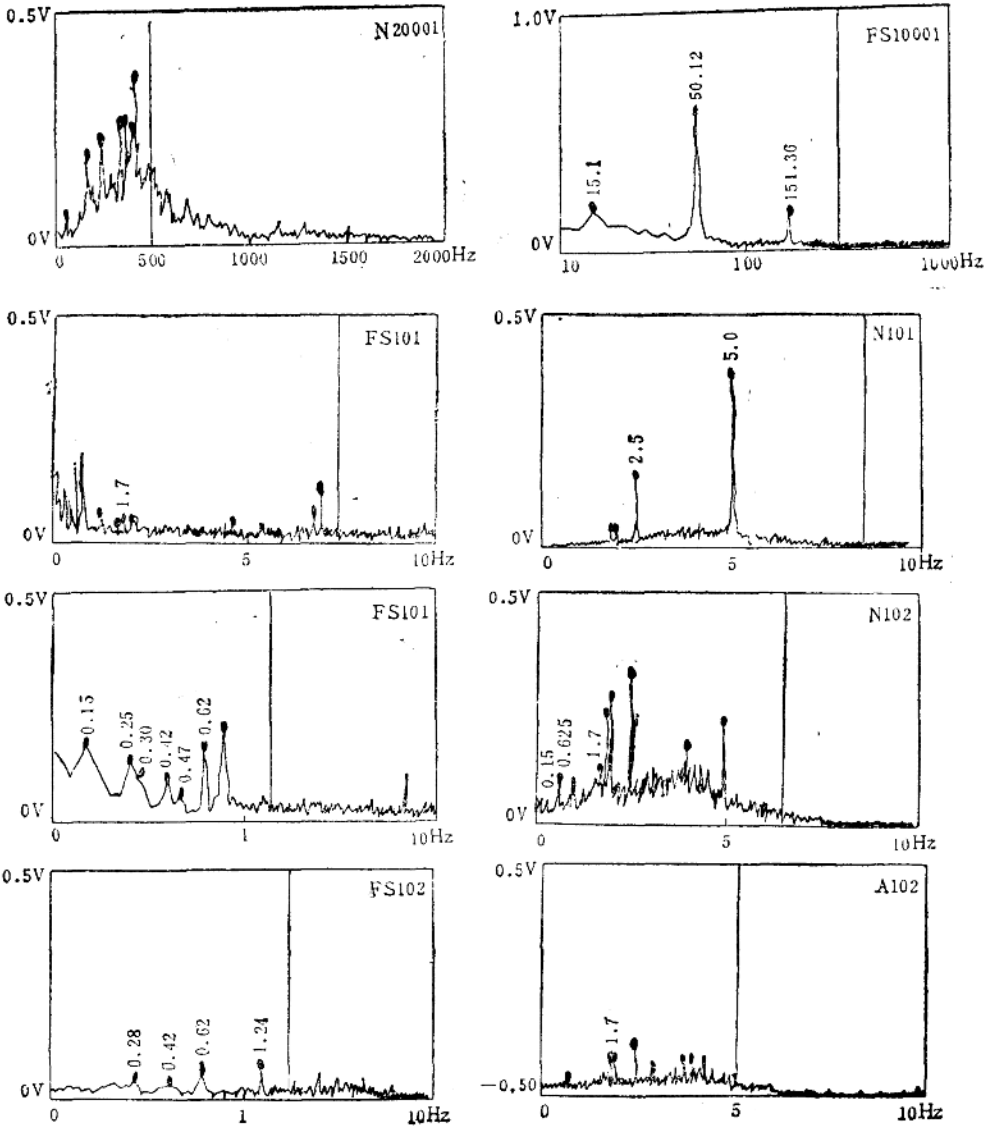 0.5V N20001
0V
0 500 1000 1500 2000Hz
1.0V FS10001
15.1 50.12 151.36
0V
10 100 1000Hz
0.5V FS101
1.7
0V
0 5 10Hz
0.5V N101
2.5 5.0
0V
0 5 10Hz
0.5V FS101
0.15 0.25 0.30 0.42 0.47 0.62
0V
0 1 10Hz
0.5V N102
0.15 0.625 1.7
0V
0 5 10Hz
0.5V FS102
0.28 0.42 0.62 1.24
0V
0 1 10Hz
0.5V A102
1.7
-0.50
0 5 10Hz